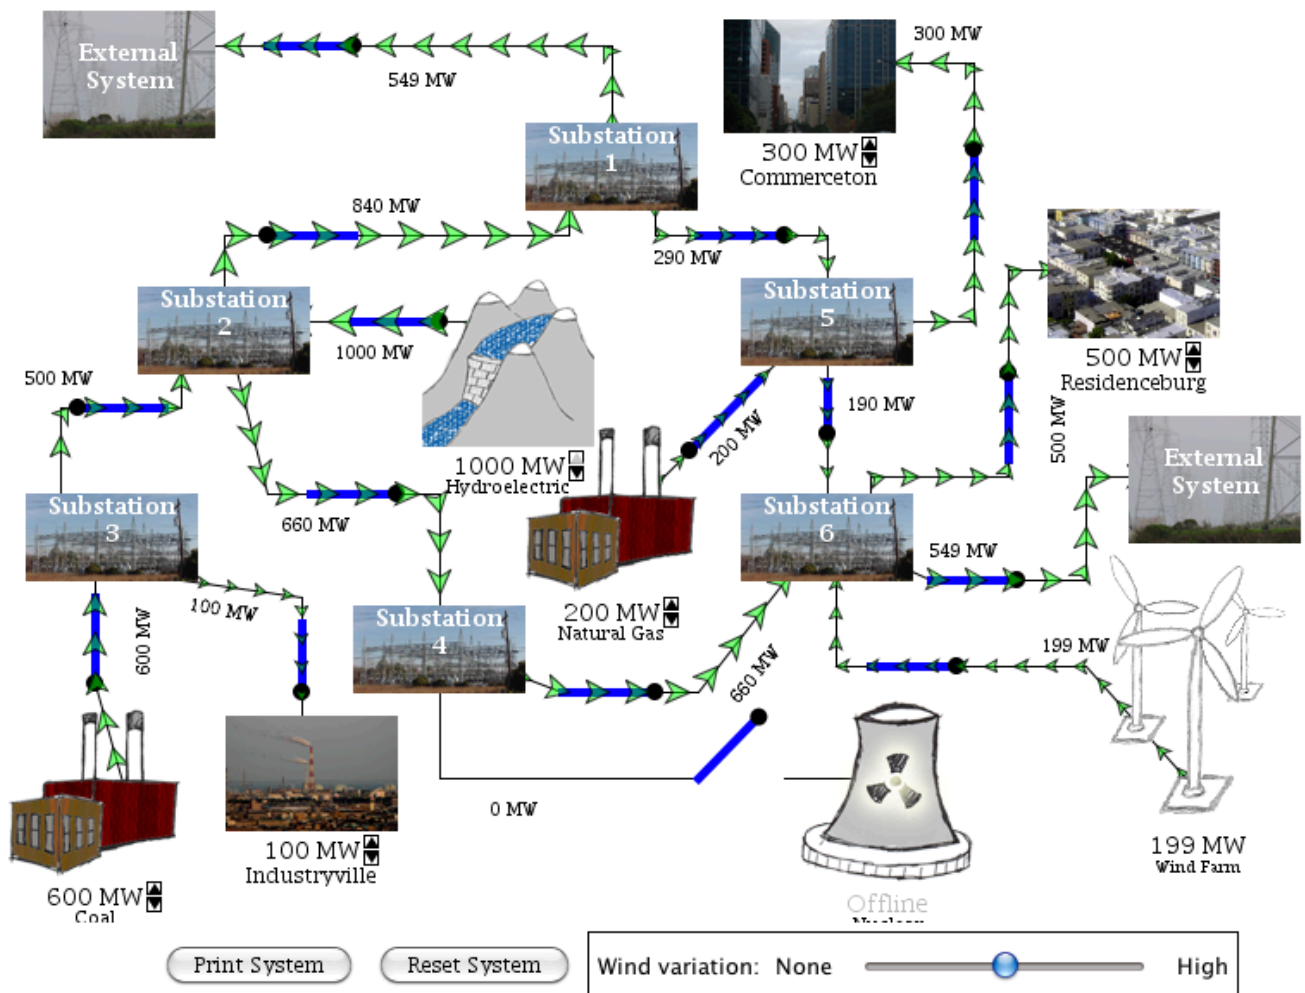 External
System
549 MW
300 MW
Substation
1
300 MW
Commerceton
840 MW
290 MW
Substation
2
1000 MW
Substation
5
500 MW
Residenceburg
500 MW
190 MW
200 MW
500 MW
1000 MW
Hydroelectric
External
System
Substation
3
660 MW
Substation
6
549 MW
100 MW
600 MW
200 MW
Natural Gas
Substation
4
199 MW
660 MW
0 MW
100 MW
Industryville
199 MW
Wind Farm
600 MW
Coal
Offline
Print System
Reset System
Wind variation: None
High